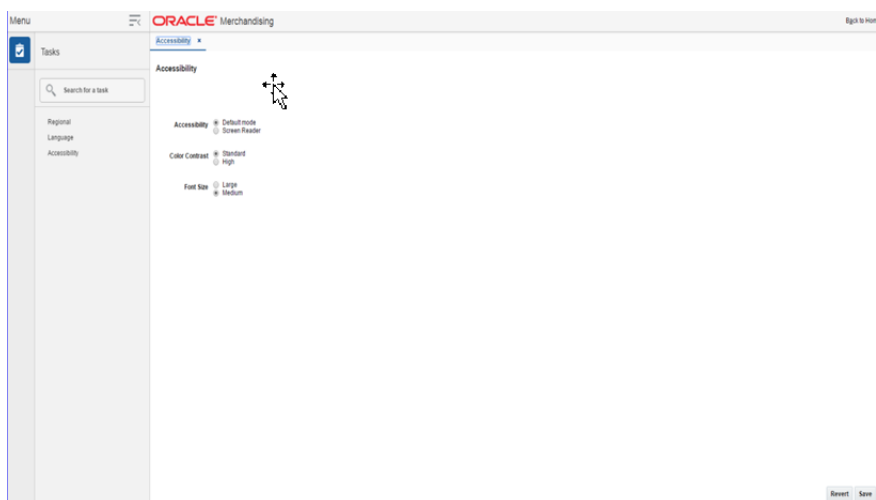 Menu
ORACLE Merchandising
Back to Hom
Accessibility ×
Tasks
Accessibility
Search for a task
Regional
Language
Accessibility
Accessibility Default mode
Screen Reader
Color Contrast Standard
High
Font Size Large
Medium
Revert Save